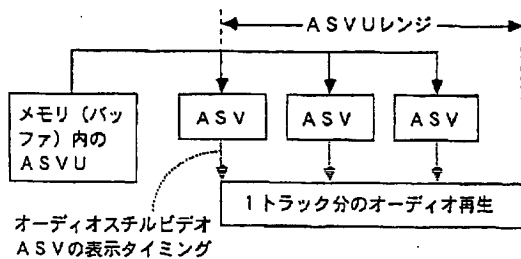 ASVUレンジ
メモリ（バッ
ファ）内の
ASVU
ASV
ASV
ASV
オーディオスチルビデオ
ASVの表示タイミング
1トラック分のオーディオ再生